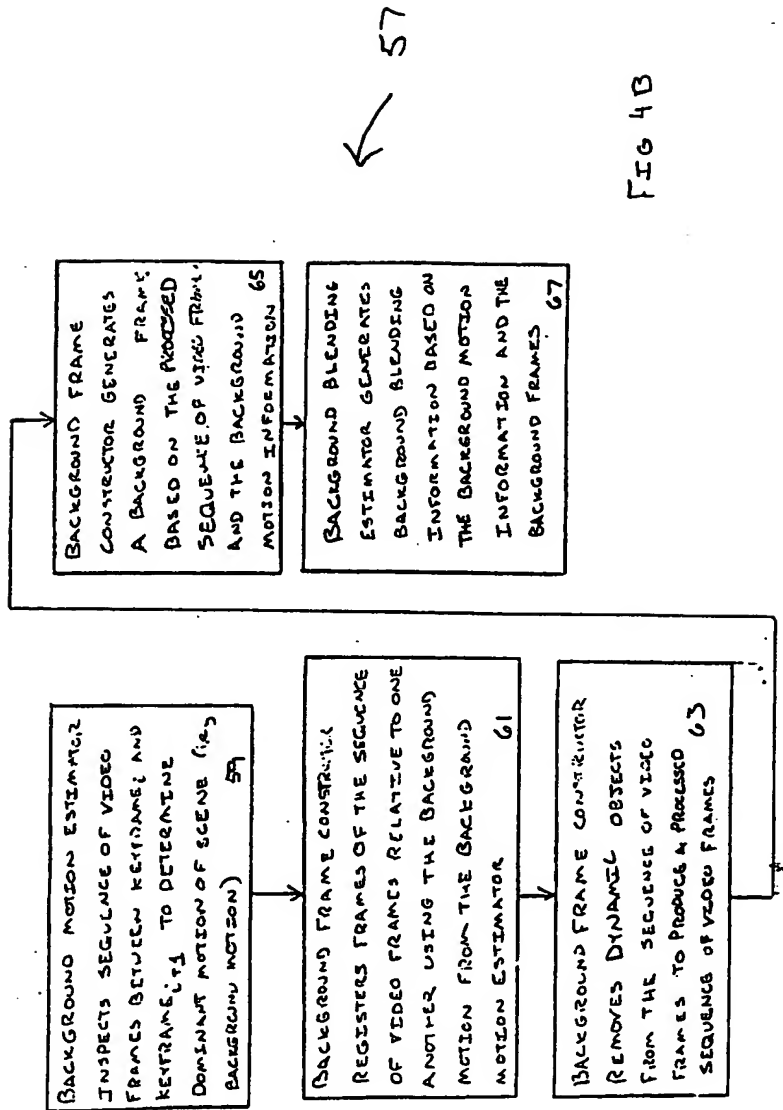 BACKGROUND MOTION ESTIMATOR
INSPECTS SEQUENCE OF VIDEO
FRAMES BETWEEN KEYFRAMEi AND
KEYFRAMEi+1 TO DETERMINE
DOMINANT MOTION OF SCENE (i.e.,
BACKGROUND MOTION) 59
BACKGROUND FRAME CONSTRUCTOR
REGISTERS FRAMES OF THE SEQUENCE
OF VIDEO FRAMES RELATIVE TO ONE
ANOTHER USING THE BACKGROUND
MOTION FROM THE BACKGROUND
MOTION ESTIMATOR 61
BACKGROUND FRAME CONSTRUCTOR
REMOVES DYNAMIC OBJECTS
FROM THE SEQUENCE OF VIDEO
FRAMES TO PRODUCE A PROCESSED
SEQUENCE OF VIDEO FRAMES 63
BACKGROUND FRAME
CONSTRUCTOR GENERATES
A BACKGROUND FRAME
BASED ON THE PROCESSED
SEQUENCE OF VIDEO FRAMES
AND THE BACKGROUND
MOTION INFORMATION 65
BACKGROUND BLENDING
ESTIMATOR GENERATES
BACKGROUND BLENDING
INFORMATION BASED ON
THE BACKGROUND MOTION
INFORMATION AND THE
BACKGROUND FRAMES 67
57
FIG 4B